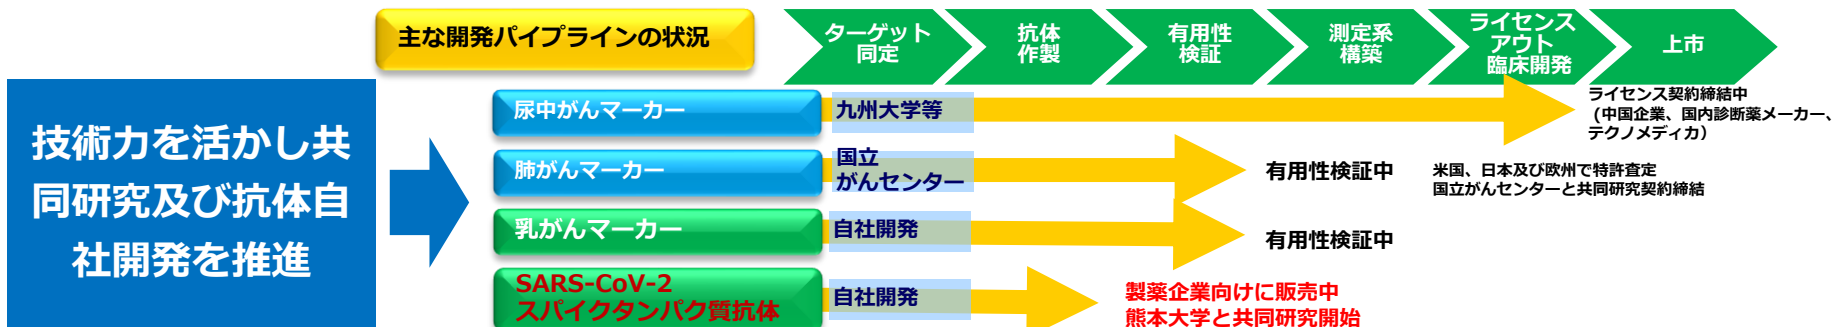 主な開発パイプラインの状況
ターゲット
同定
抗体
作製
有用性
検証
測定系
構築
ライセンス
アウト
臨床開発
上市
技術力を活かし共
同研究及び抗体自
社開発を推進
尿中がんマーカー
九州大学等
ライセンス契約締結中
(中国企業、国内診断薬メーカー、
テクノメディカ)
肺がんマーカー
国立
がんセンター
有用性検証中
米国、日本及び欧州で特許査定
国立がんセンターと共同研究契約締結
乳がんマーカー
自社開発
有用性検証中
SARS-CoV-2
スパイクタンパク質抗体
自社開発
製薬企業向けに販売中
熊本大学と共同研究開始